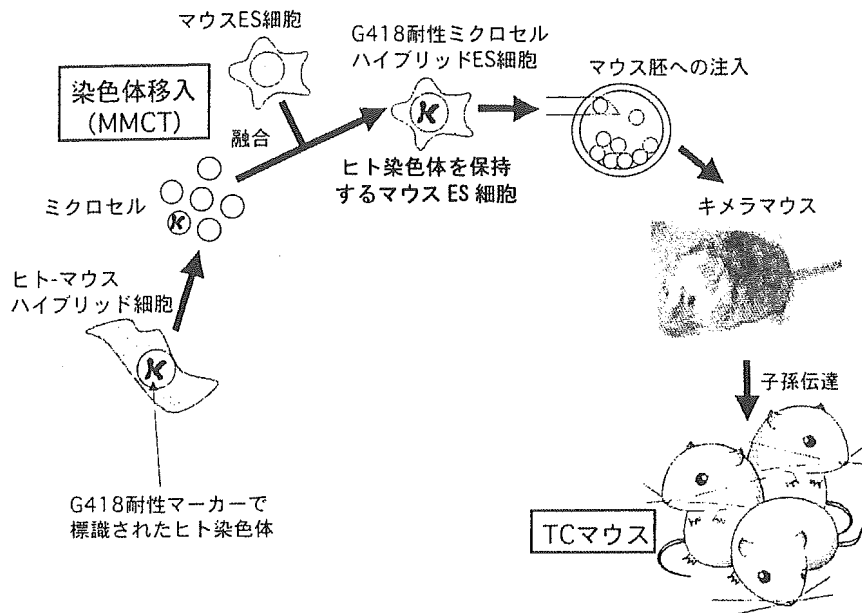 マウスES細胞
G418耐性ミクロセル
ハイブリッドES細胞
マウス胚への注入
染色体移入
(MMCT)
融合
ヒト染色体を保持
するマウス ES 細胞
ミクロセル
キメラマウス
ヒト-マウス
ハイブリッド細胞
子孫伝達
G418耐性マーカーで
標識されたヒト染色体
TCマウス